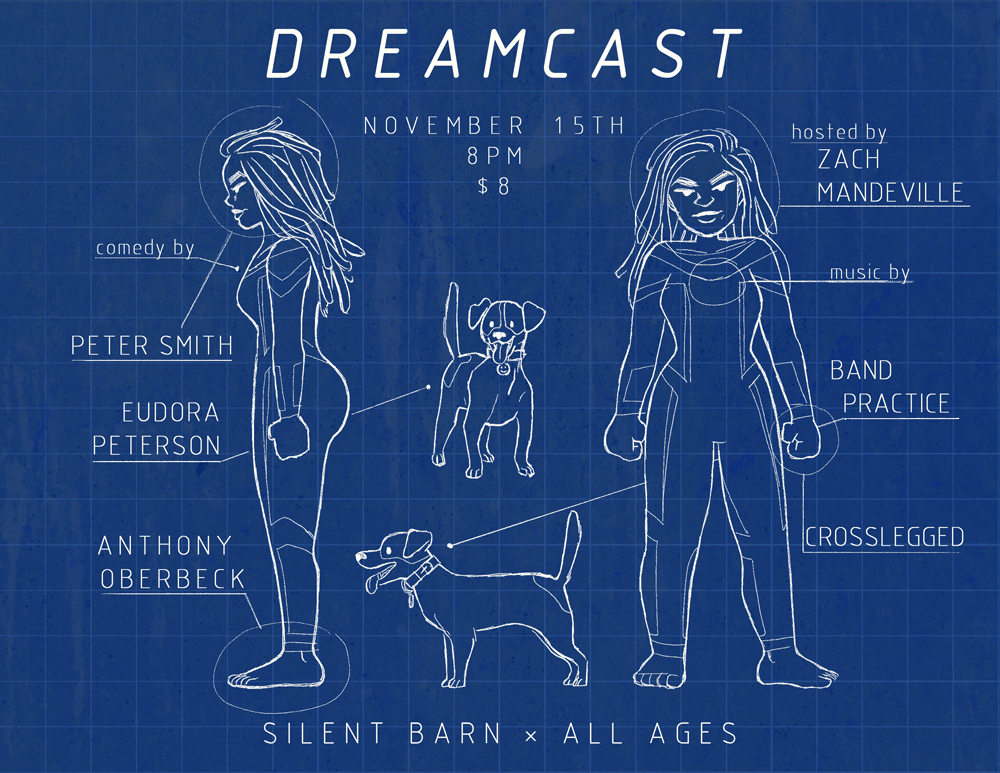 DREAMCAST
NOVEMBER 15TH
8PM
$8
hosted by
ZACH
MANDEVILLE
comedy by
PETER SMITH
EUDORA
PETERSON
ANTHONY
OBERBECK
music by
BAND
PRACTICE
CROSSLEGGED
SILENT BARN × ALL AGES